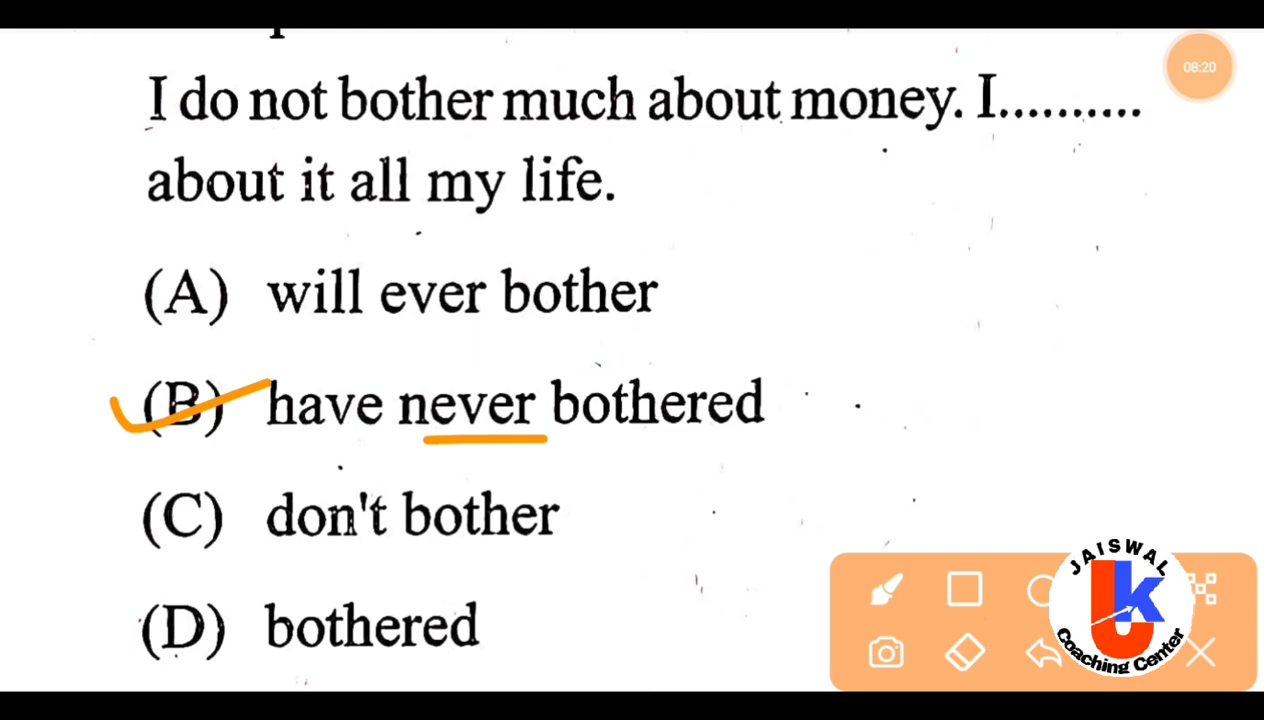 08:20
I do not bother much about money. I..........
about it all my life.
(A) will ever bother
(B) have never bothered
(C) don't bother
(D) bothered
JAISWAL
JK
Coaching Center